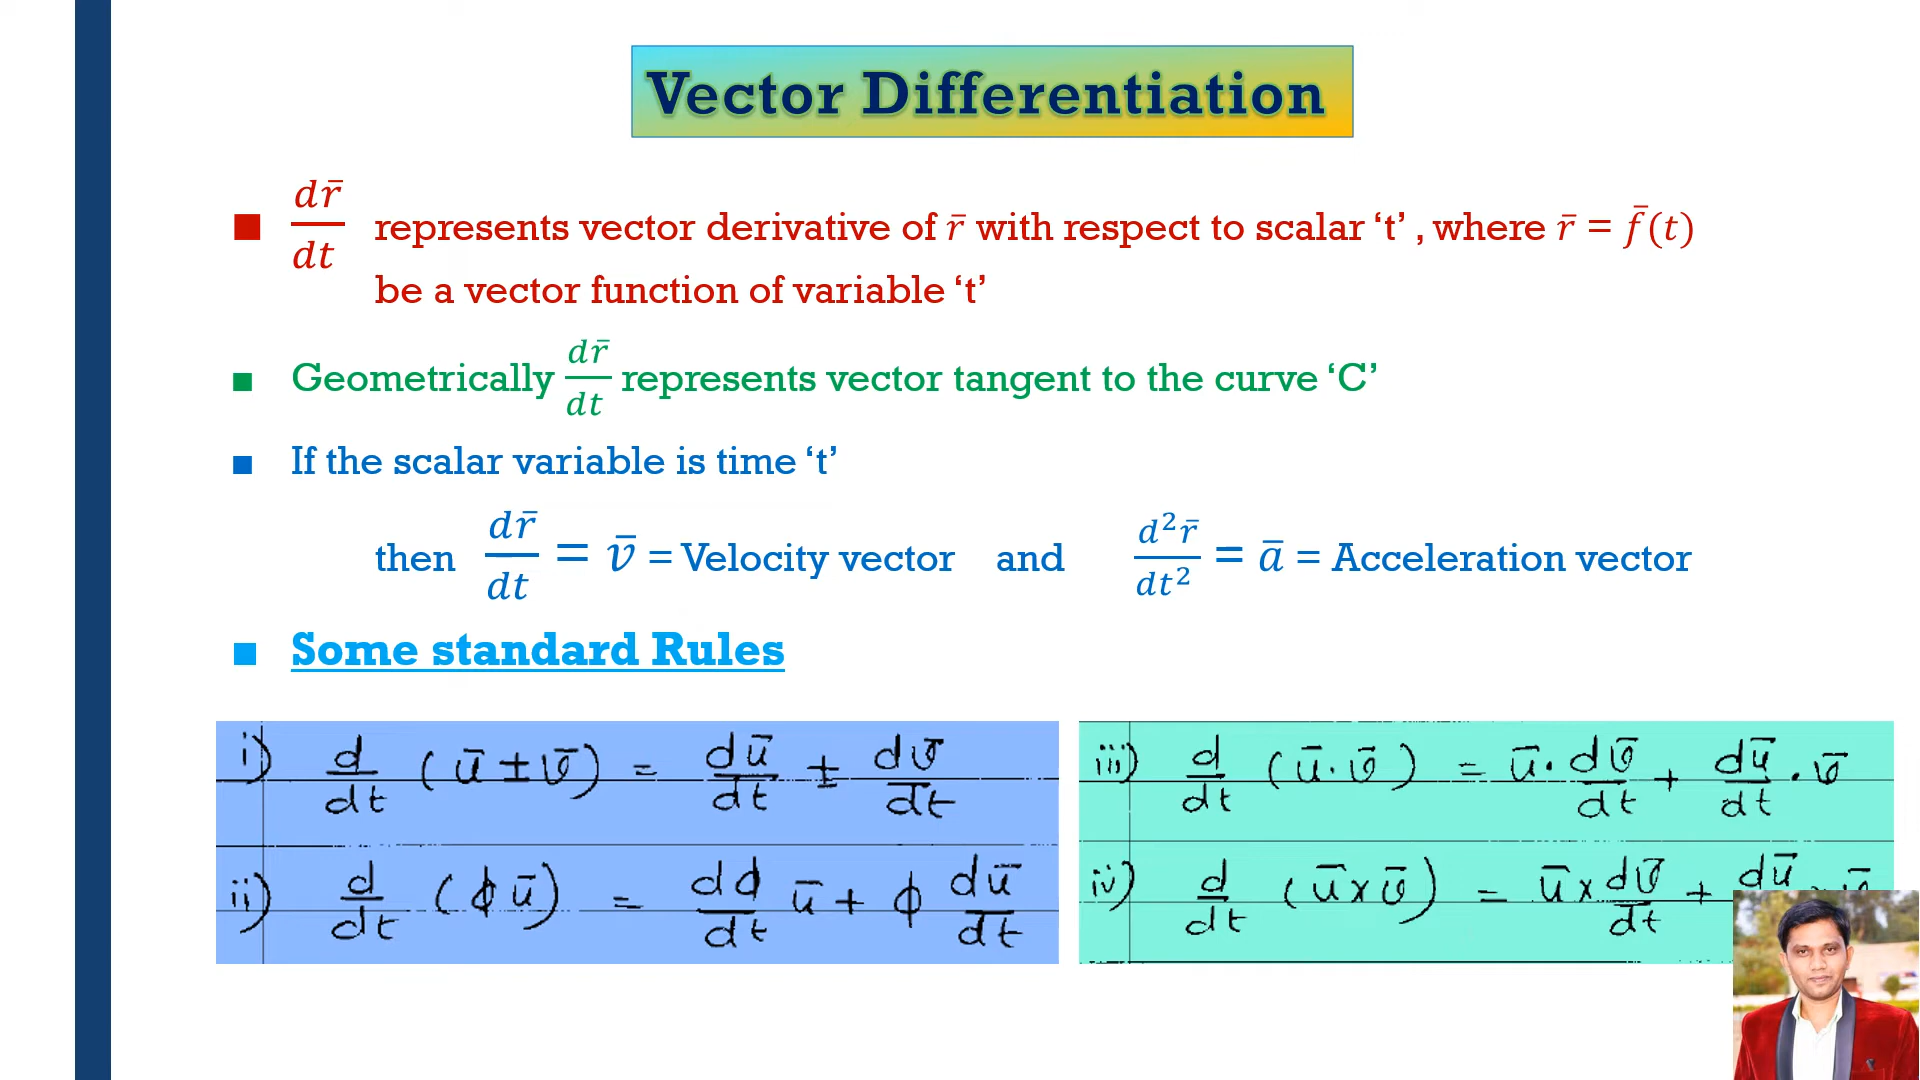 Vector Differentiation
dr̄/dt represents vector derivative of r̄ with respect to scalar ‘t’ , where r̄ = f̄(t)
be a vector function of variable ‘t’
Geometrically dr̄/dt represents vector tangent to the curve ‘C’
If the scalar variable is time ‘t’
then dr̄/dt = v̄ = Velocity vector and d²r̄/dt² = ā = Acceleration vector
Some standard Rules
i) d/dt (ū ± v̄) = dū/dt ± dv̄/dt
ii) d/dt (ϕ ū) = dϕ/dt ū + ϕ dū/dt
iii) d/dt (ū · v̄) = ū · dv̄/dt + dū/dt · v̄
iv) d/dt (ū × v̄) = ū × dv̄/dt + dū